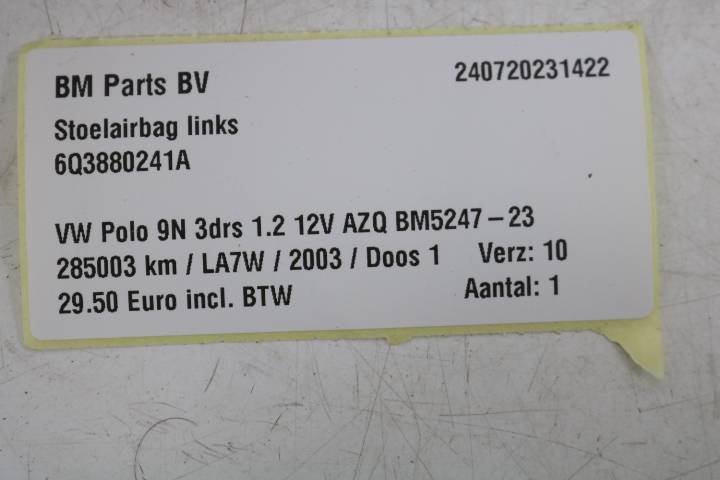 BM Parts BV 240720231422
Stoelairbag links
6Q3880241A
VW Polo 9N 3drs 1.2 12V AZQ BM5247-23
285003 km / LA7W / 2003 / Doos 1 Verz: 10
29.50 Euro incl. BTW Aantal: 1